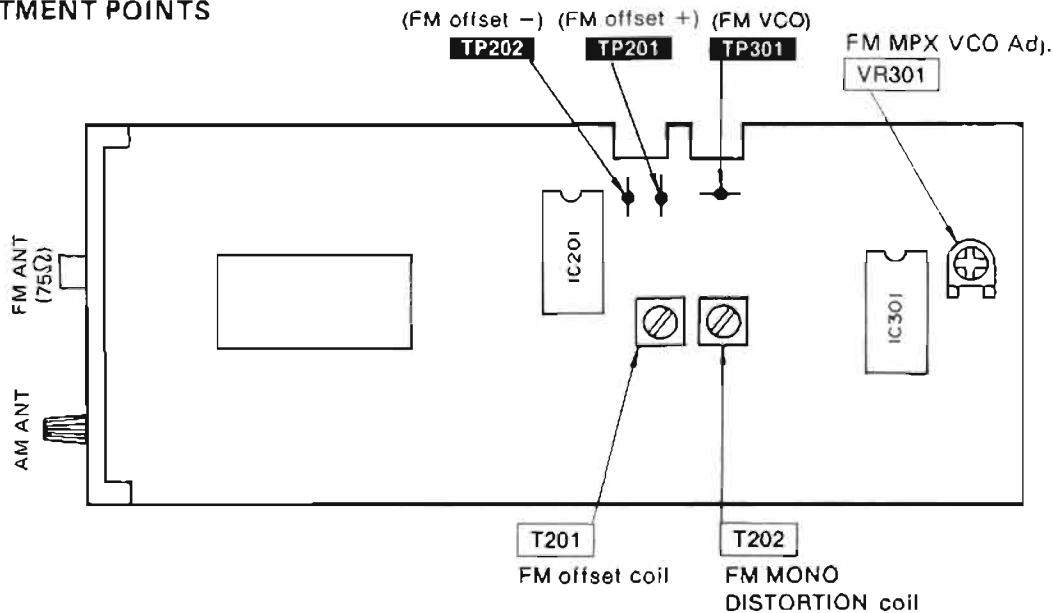 TMENT POINTS
(FM offset −) (FM offset +) (FM VCO)
TP202 TP201 TP301
FM MPX VCO Adj.
VR301
FM ANT
(75Ω)
IC201
IC301
AM ANT
T201
FM offset coil
T202
FM MONO
DISTORTION coil